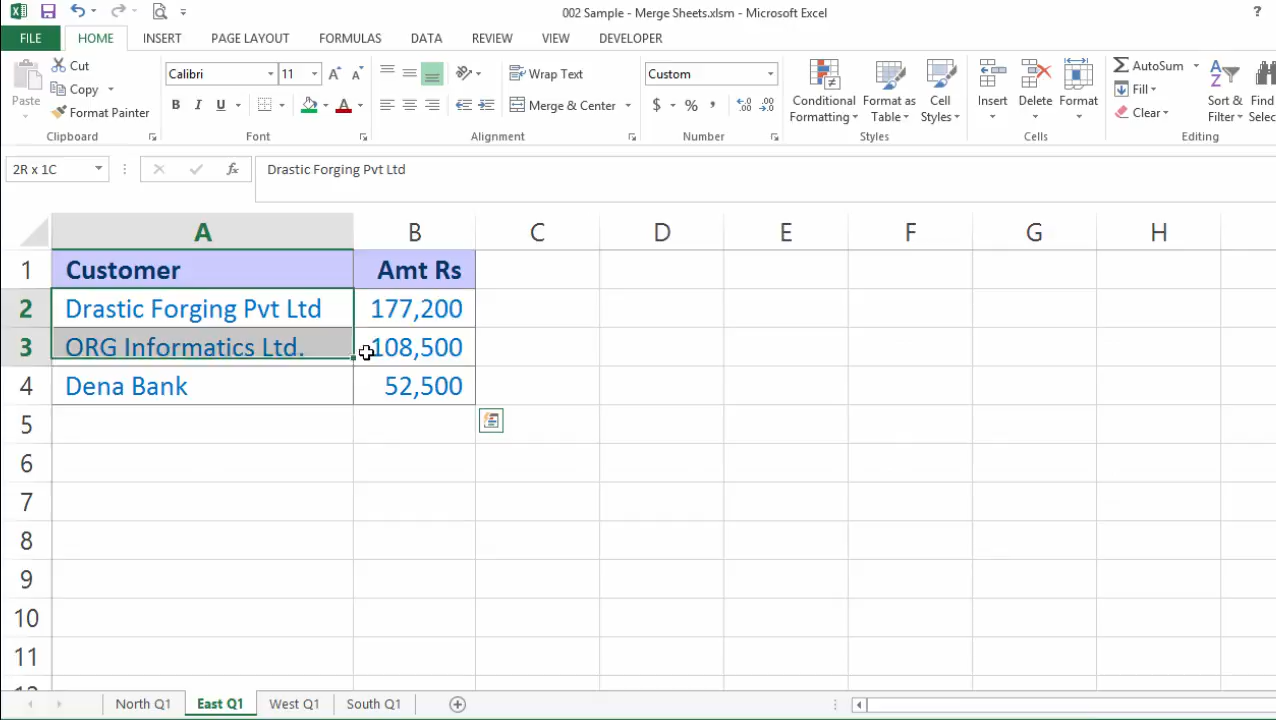 002 Sample - Merge Sheets.xlsm - Microsoft Excel ?
FILE HOME INSERT PAGE LAYOUT FORMULAS DATA REVIEW VIEW DEVELOPER
Paste
Cut
Copy
Format Painter
Clipboard
Calibri 11
B I U
Font
Wrap Text
Merge & Center
Alignment
Custom
$ % ,
Number
Conditional Formatting
Format as Table
Cell Styles
Styles
Insert Delete Format
Cells
AutoSum
Fill
Clear
Sort & Filter
Find
Selec
Editing
2R x 1C
fx
Drastic Forging Pvt Ltd
A B C D E F G H
1 Customer Amt Rs
2 Drastic Forging Pvt Ltd 177,200
3 ORG Informatics Ltd. 108,500
4 Dena Bank 52,500
5
6
7
8
9
10
11
North Q1 East Q1 West Q1 South Q1